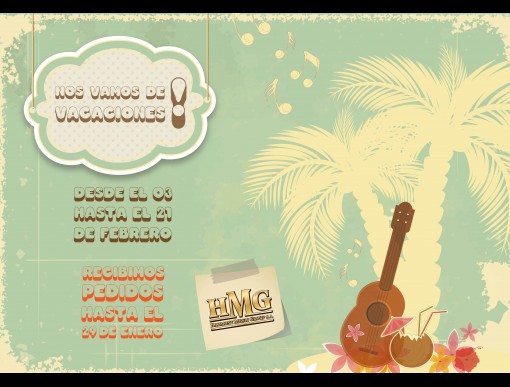 NOS VAMOS DE
VACACIONES!
DESDE EL 03
HASTA EL 21
DE FEBRERO
RECIBIMOS
PEDIDOS
HASTA EL
29 DE ENERO
HMG